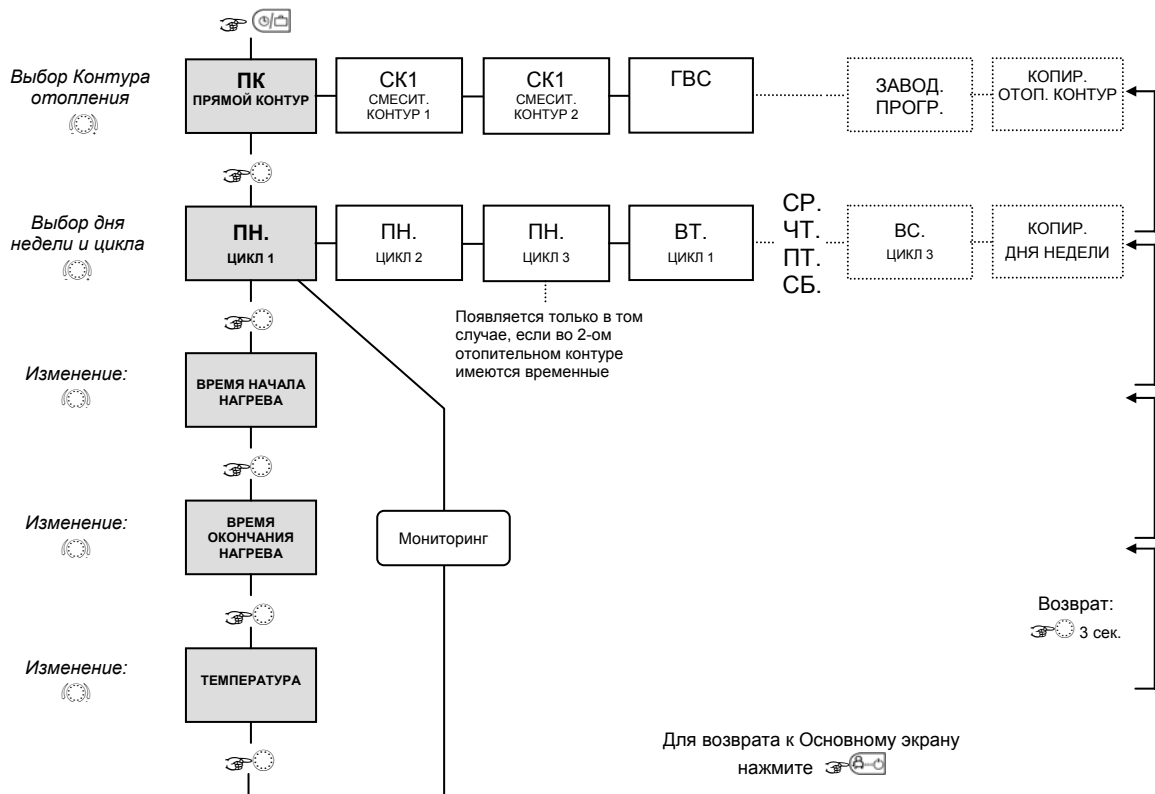 Выбор Контура
отопления
ПК
ПРЯМОЙ КОНТУР
СК1
СМЕСИТ.
КОНТУР 1
СК1
СМЕСИТ.
КОНТУР 2
ГВС
ЗАВОД.
ПРОГР.
КОПИР.
ОТОП. КОНТУР
Выбор дня
недели и цикла
ПН.
ЦИКЛ 1
ПН.
ЦИКЛ 2
ПН.
ЦИКЛ 3
ВТ.
ЦИКЛ 1
СР.
ЧТ.
ПТ.
СБ.
ВС.
ЦИКЛ 3
КОПИР.
ДНЯ НЕДЕЛИ
Появляется только в том
случае, если во 2-ом
отопительном контуре
имеются временные
Изменение:
ВРЕМЯ НАЧАЛА
НАГРЕВА
Изменение:
ВРЕМЯ
ОКОНЧАНИЯ
НАГРЕВА
Мониторинг
Возврат:
3 сек.
Изменение:
ТЕМПЕРАТУРА
Для возврата к Основному экрану
нажмите